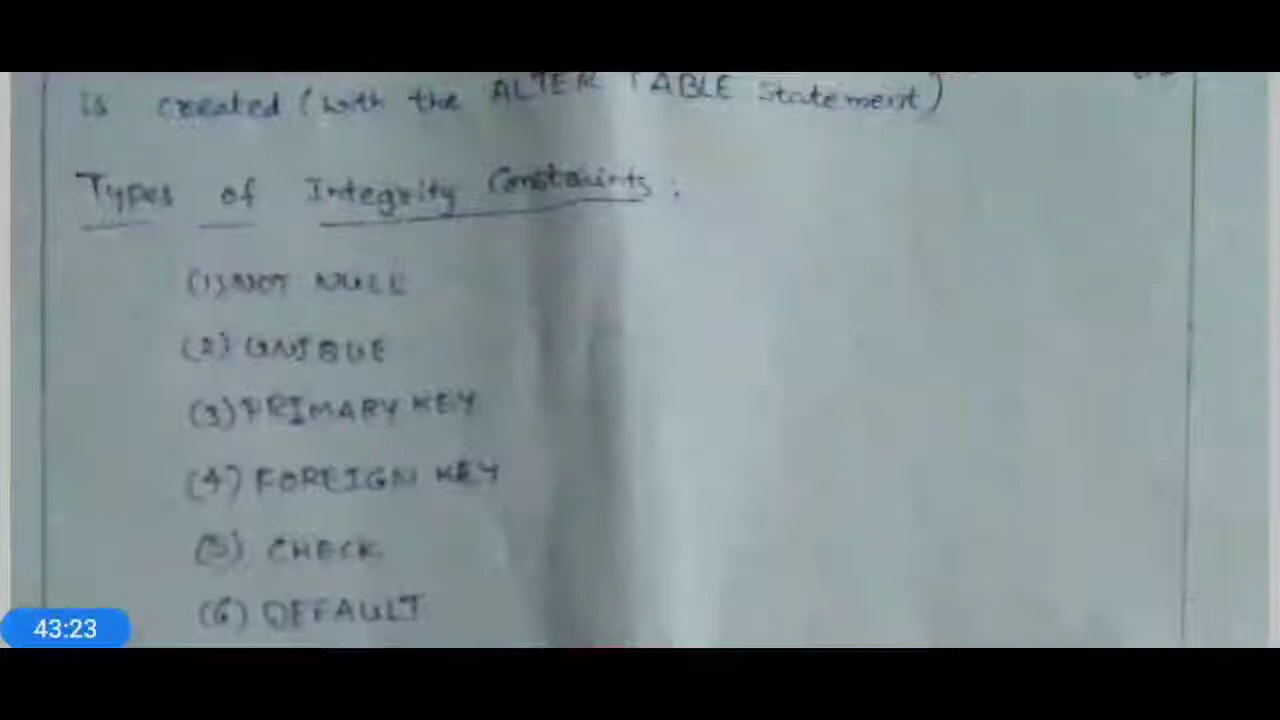 is created (with the ALTER TABLE statement)
Types of Integrity Constaints :
(1) NOT NULL
(2) UNIQUE
(3) PRIMARY KEY
(4) FOREIGN KEY
(5) CHECK
(6) DEFAULT
43:23